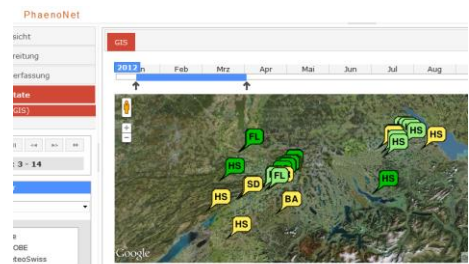 PhaenoNet
sicht
reitung
erfassung
tate
GIS)
3 - 14
OBE
eteoSwiss
GIS
2012 n Feb Mrz Apr Mai Jun Jul Aug
FL
HS
HS
HS
HS
SD
FL
HS
HS
BA
HS
Google